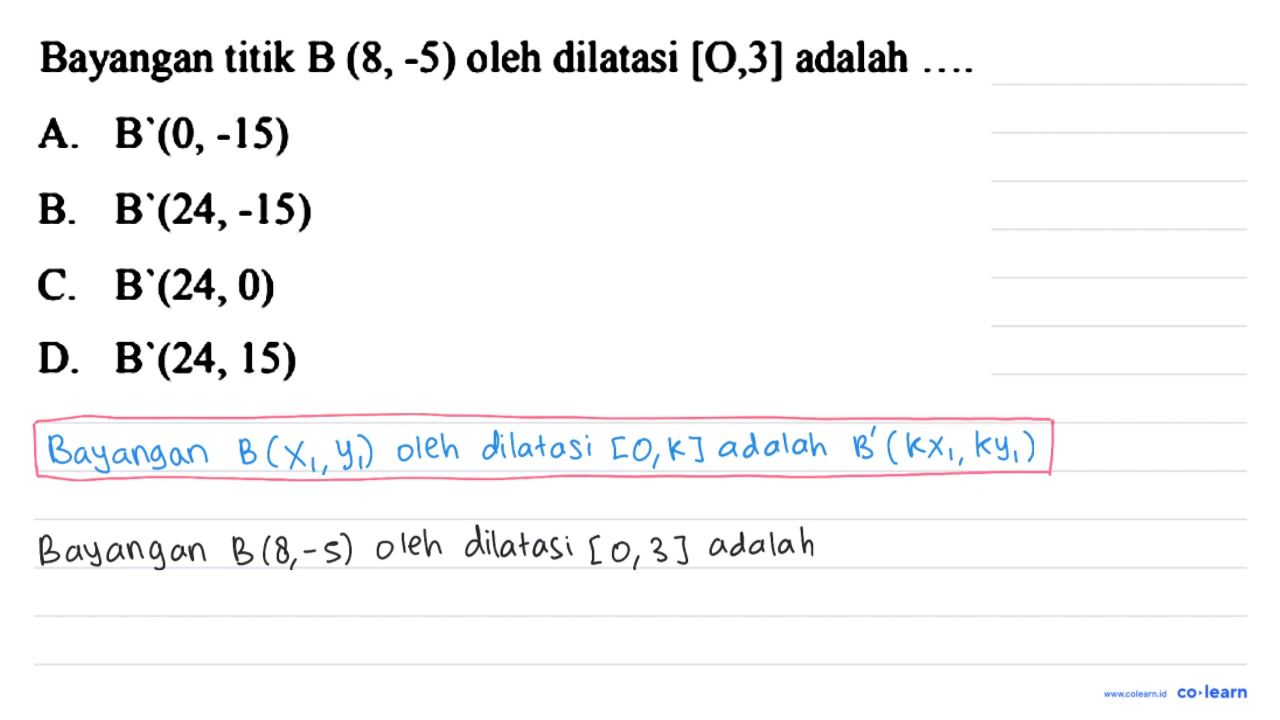 Bayangan titik B (8, -5) oleh dilatasi [O,3] adalah ....
A. B`(0, -15)
B. B`(24, -15)
C. B`(24, 0)
D. B`(24, 15)
Bayangan B(x₁, y₁) oleh dilatasi [O, k] adalah B'(kx₁, ky₁)
Bayangan B(8,-5) oleh dilatasi [O, 3] adalah
www.colearn.id co·learn